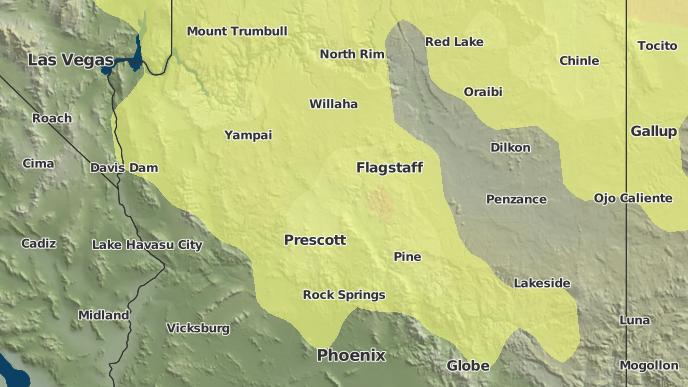 Mount Trumbull
Red Lake
Tocito
North Rim
Las Vegas
Chinle
Oraibi
Willaha
Roach
Gallup
Yampai
Dilkon
Cima
Davis Dam
Flagstaff
Penzance
Ojo Caliente
Cadiz
Lake Havasu City
Prescott
Pine
Lakeside
Rock Springs
Midland
Vicksburg
Luna
Phoenix
Globe
Mogollon